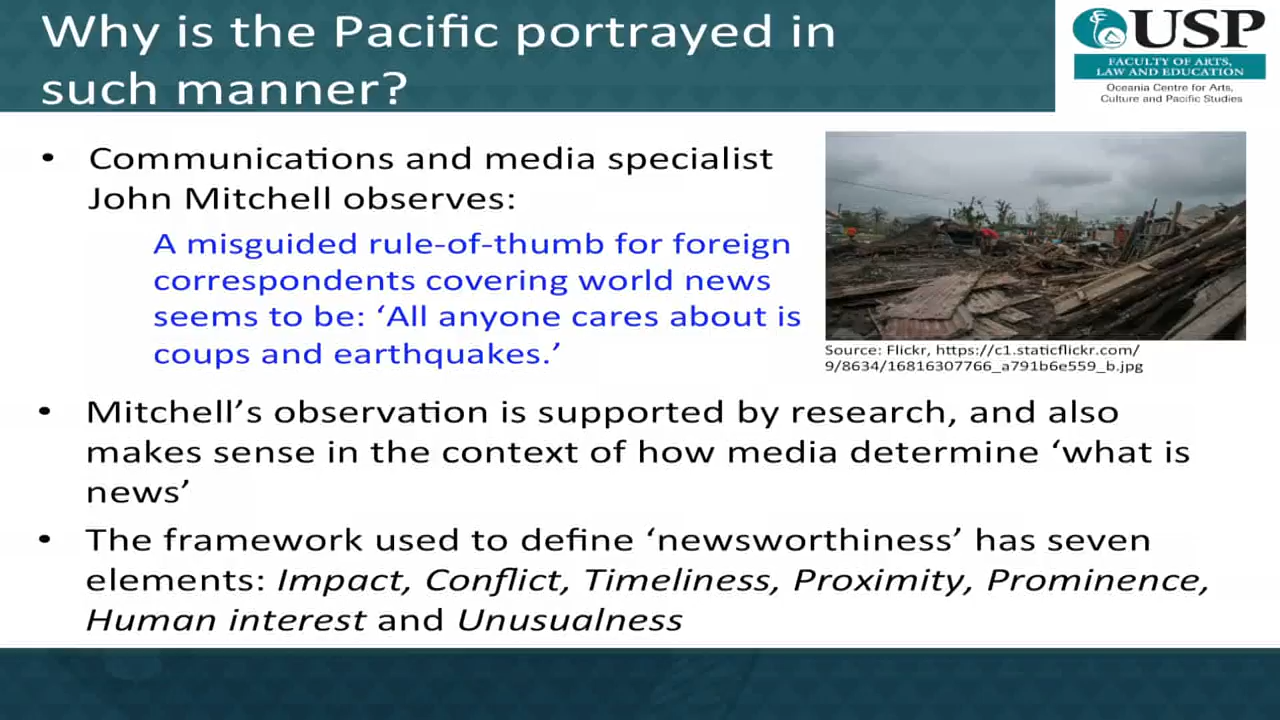 Why is the Pacific portrayed in
such manner?
USP
FACULTY OF ARTS,
LAW AND EDUCATION
Oceania Centre for Arts,
Culture and Pacific Studies
• Communications and media specialist
John Mitchell observes:
A misguided rule-of-thumb for foreign
correspondents covering world news
seems to be: ‘All anyone cares about is
coups and earthquakes.’
Source: Flickr, https://c1.staticflickr.com/
9/8634/16816307766_a791b6e559_b.jpg
• Mitchell’s observation is supported by research, and also
makes sense in the context of how media determine ‘what is
news’
• The framework used to define ‘newsworthiness’ has seven
elements: Impact, Conflict, Timeliness, Proximity, Prominence,
Human interest and Unusualness